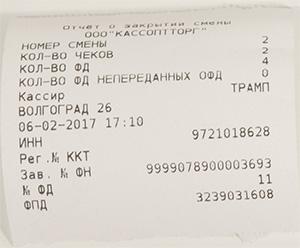 Отчет о закрытии смены
ООО"КАССОПТТОРГ"
НОМЕР СМЕНЫ 2
КОЛ-ВО ЧЕКОВ 2
КОЛ-ВО ФД 4
КОЛ-ВО ФД НЕПЕРЕДАННЫХ ОФД 0
Кассир ТРАМП
ВОЛГОГРАД 26
06-02-2017 17:10
ИНН 9721018628
Рег.№ ККТ
Зав. № ФН 9999078900003693
№ ФД 11
ФПД 3239031608